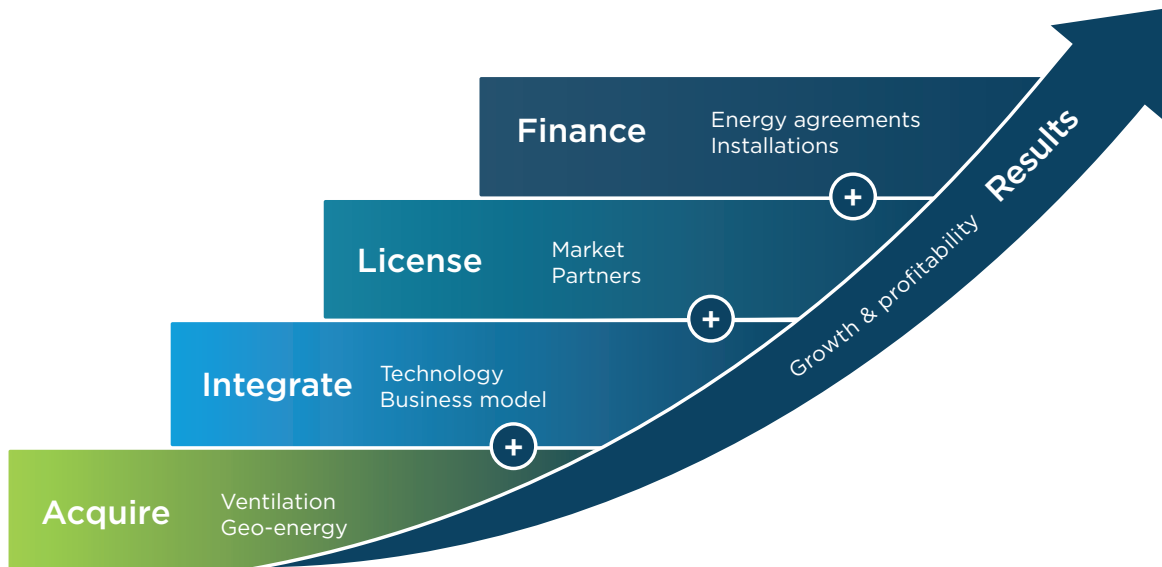 Finance
Energy agreements
Installations
+
License
Market
Partners
+
Integrate
Technology
Business model
+
Acquire
Ventilation
Geo-energy
Growth & profitability Results